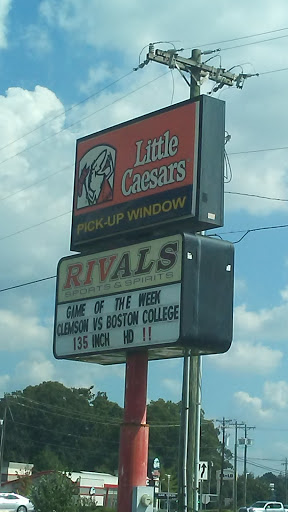 Little
Caesars
PICK-UP WINDOW
RIVALS
SPORTS & SPIRITS
GAME OF THE WEEK
CLEMSON VS BOSTON COLLEGE
135 INCH HD !!